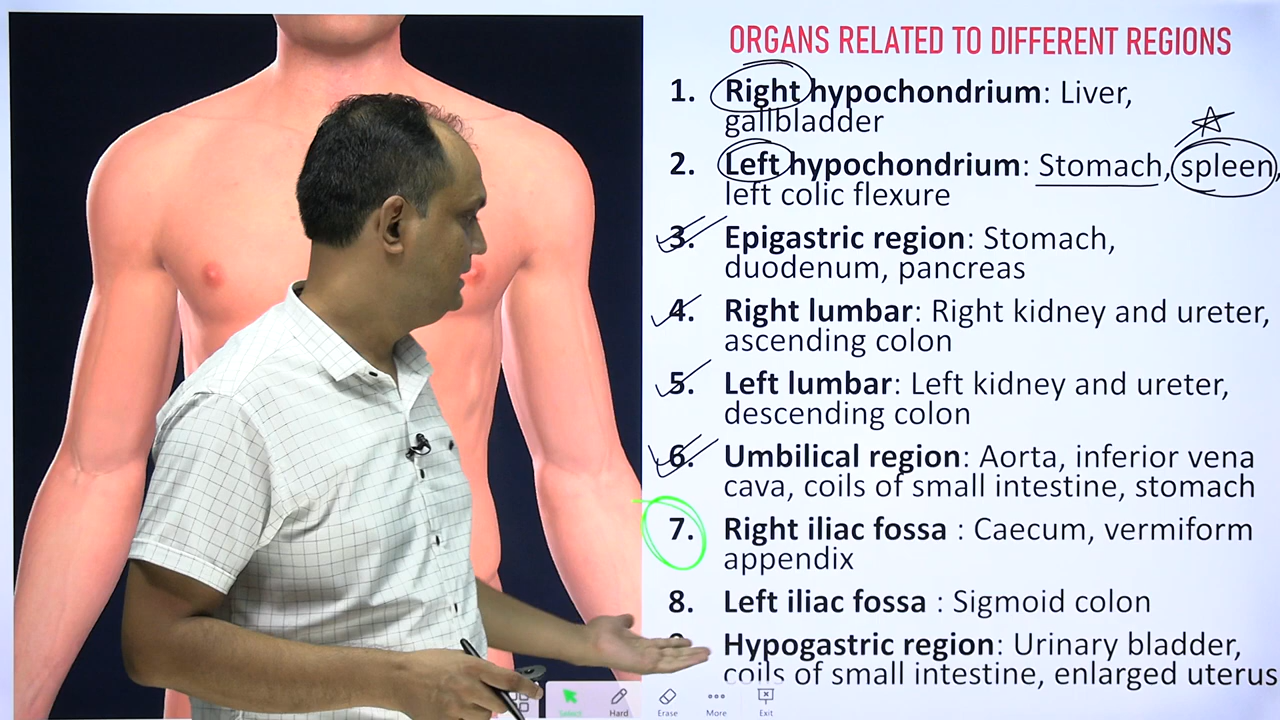 ORGANS RELATED TO DIFFERENT REGIONS
1. Right hypochondrium: Liver,
gallbladder
2. Left hypochondrium: Stomach, spleen,
left colic flexure
3. Epigastric region: Stomach,
duodenum, pancreas
4. Right lumbar: Right kidney and ureter,
ascending colon
5. Left lumbar: Left kidney and ureter,
descending colon
6. Umbilical region: Aorta, inferior vena
cava, coils of small intestine, stomach
7. Right iliac fossa : Caecum, vermiform
appendix
8. Left iliac fossa : Sigmoid colon
Hypogastric region: Urinary bladder,
coils of small intestine, enlarged uterus
Select Hard Erase More Exit